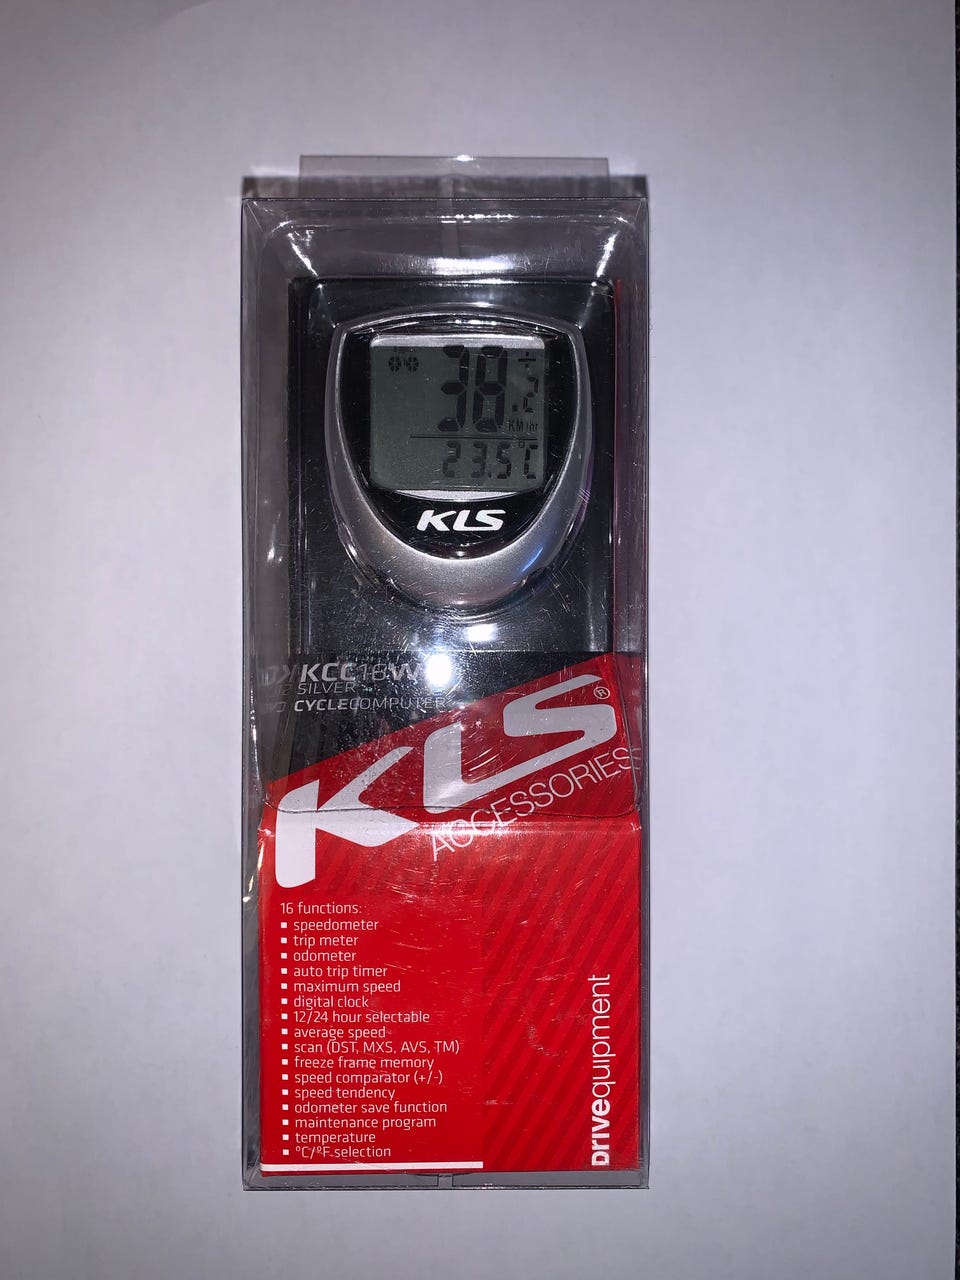 38.2
KM/hr
23.5°C
KLS
KCC16W
SILVER
CYCLECOMPUTER
KLS®
ACCESSORIES
16 functions:
speedometer
trip meter
odometer
auto trip timer
maximum speed
digital clock
12/24 hour selectable
average speed
scan (DST, MXS, AVS, TM)
freeze frame memory
speed comparator (+/-)
speed tendency
odometer save function
maintenance program
temperature
°C/°F selection
DRIVEquipment